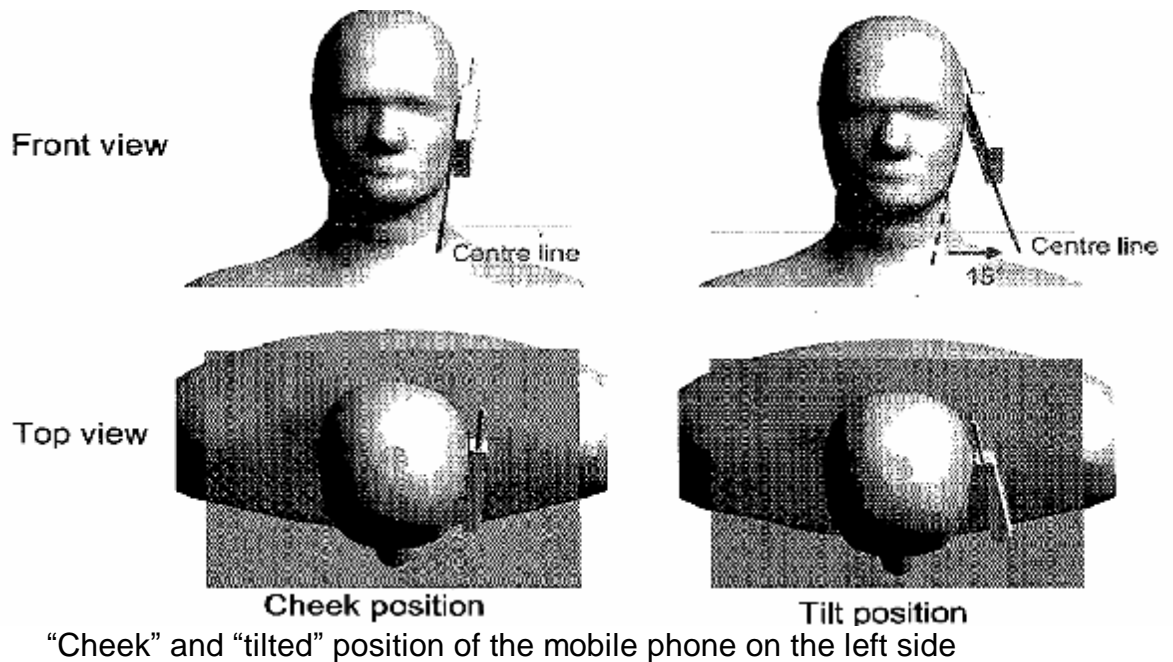 Front view
Centre line
Centre line
15°
Top view
Cheek position
Tilt position
“Cheek” and “tilted” position of the mobile phone on the left side